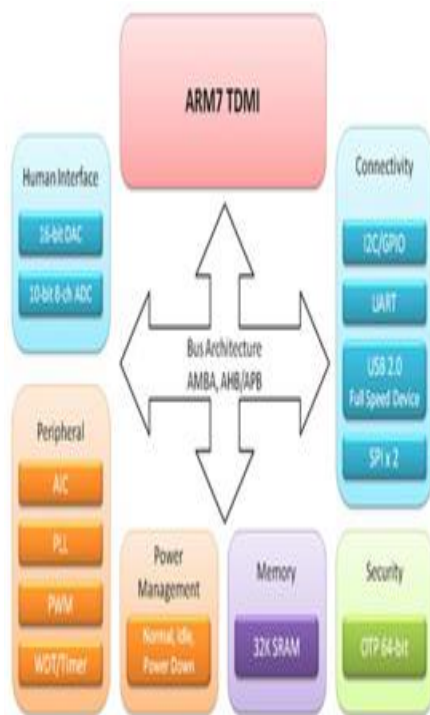 ARM7 TDMI
Human Interface
16-bit DAC
10-bit 8-ch ADC
Connectivity
I2C/GPIO
UART
USB 2.0
Full Speed Device
SPI x 2
Bus Architecture
AMBA, AHB/APB
Peripheral
AIC
PLL
PWM
WDT/Timer
Power
Management
Normal, Idle,
Power Down
Memory
32K SRAM
Security
OTP 64-bit